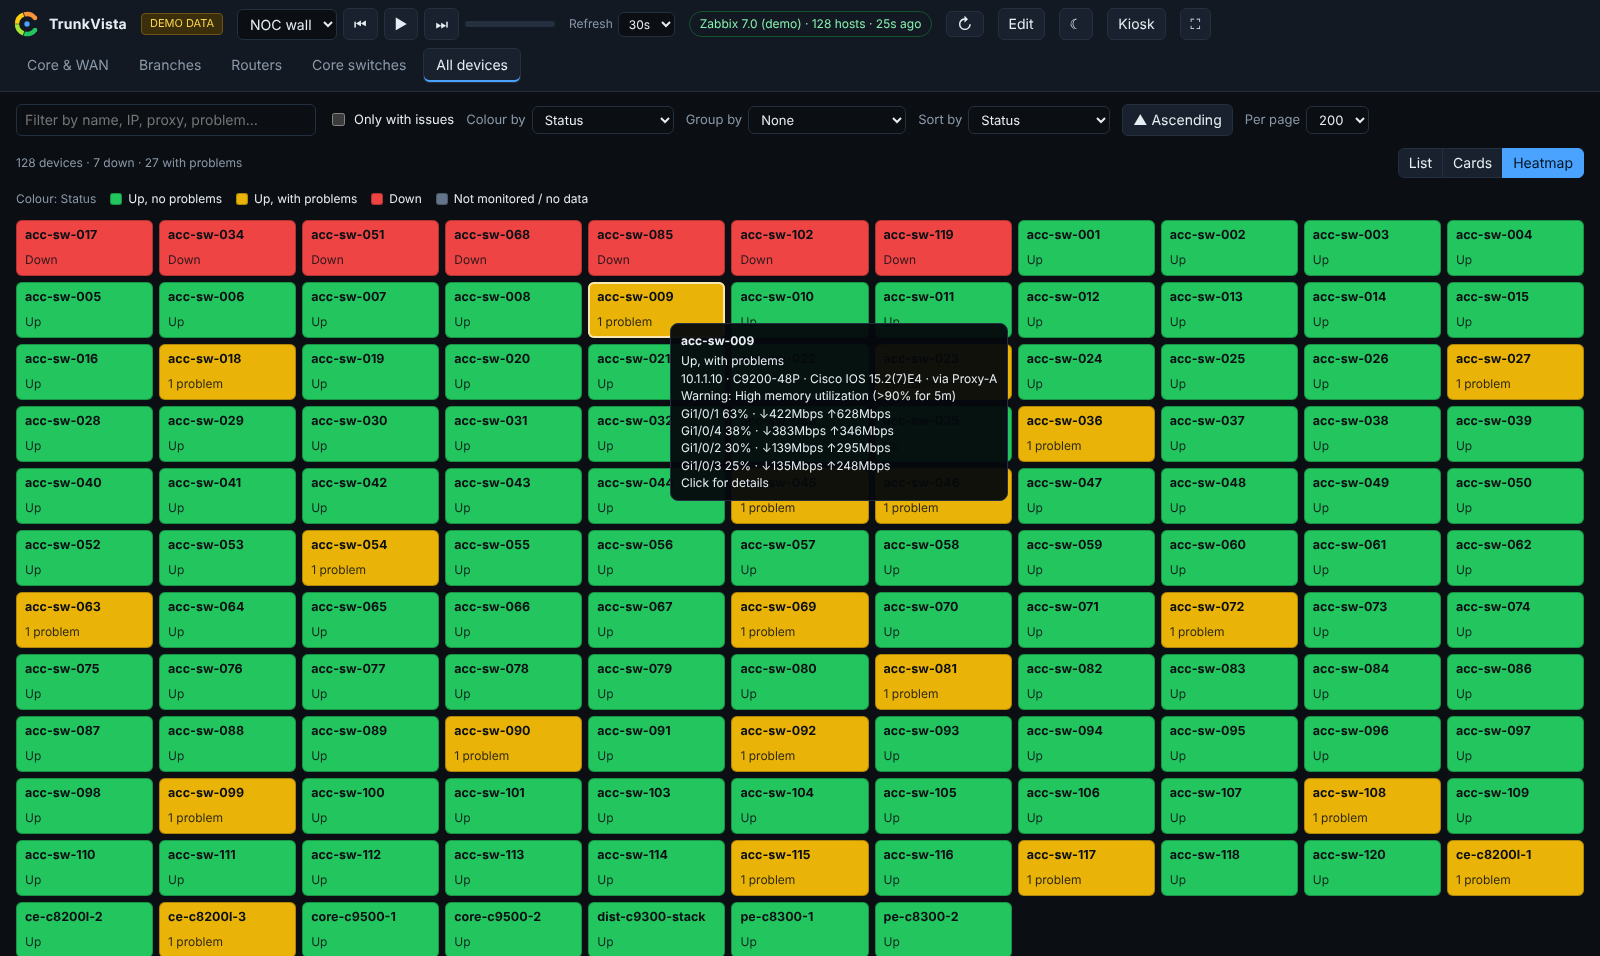 TrunkVista DEMO DATA NOC wall Refresh 30s Zabbix 7.0 (demo) · 128 hosts · 25s ago Edit Kiosk
Core & WAN Branches Routers Core switches All devices
Filter by name, IP, proxy, problem... Only with issues Colour by Status Group by None Sort by Status ▲ Ascending Per page 200
128 devices · 7 down · 27 with problems List Cards Heatmap
Colour: Status Up, no problems Up, with problems Down Not monitored / no data
acc-sw-017 acc-sw-034 acc-sw-051 acc-sw-068 acc-sw-085 acc-sw-102 acc-sw-119 acc-sw-001 acc-sw-002 acc-sw-003 acc-sw-004
Down Down Down Down Down Down Down Up Up Up Up
acc-sw-005 acc-sw-006 acc-sw-007 acc-sw-008 acc-sw-009 acc-sw-010 acc-sw-011 acc-sw-012 acc-sw-013 acc-sw-014 acc-sw-015
Up Up Up Up 1 problem Up Up Up Up Up Up
acc-sw-016 acc-sw-018 acc-sw-019 acc-sw-020 acc-sw-021 acc-sw-024 acc-sw-025 acc-sw-026 acc-sw-027
Up 1 problem Up Up Up Up Up Up 1 problem
acc-sw-009
Up, with problems
10.1.1.10 · C9200-48P · Cisco IOS 15.2(7)E4 · via Proxy-A
Warning: High memory utilization (>90% for 5m)
Gi1/0/1 63% · ↓422Mbps ↑628Mbps
Gi1/0/4 38% · ↓383Mbps ↑346Mbps
Gi1/0/2 30% · ↓139Mbps ↑295Mbps
Gi1/0/3 25% · ↓135Mbps ↑248Mbps
Click for details
acc-sw-028 acc-sw-029 acc-sw-030 acc-sw-031 acc-sw-032 acc-sw-036 acc-sw-037 acc-sw-038 acc-sw-039
Up Up Up Up Up 1 problem Up Up Up
acc-sw-040 acc-sw-041 acc-sw-042 acc-sw-043 acc-sw-044 acc-sw-045 acc-sw-046 acc-sw-047 acc-sw-048 acc-sw-049 acc-sw-050
Up Up Up Up Up 1 problem 1 problem Up Up Up Up
acc-sw-052 acc-sw-053 acc-sw-054 acc-sw-055 acc-sw-056 acc-sw-057 acc-sw-058 acc-sw-059 acc-sw-060 acc-sw-061 acc-sw-062
Up Up 1 problem Up Up Up Up Up Up Up Up
acc-sw-063 acc-sw-064 acc-sw-065 acc-sw-066 acc-sw-067 acc-sw-069 acc-sw-070 acc-sw-071 acc-sw-072 acc-sw-073 acc-sw-074
1 problem Up Up Up Up 1 problem Up Up 1 problem Up Up
acc-sw-075 acc-sw-076 acc-sw-077 acc-sw-078 acc-sw-079 acc-sw-080 acc-sw-081 acc-sw-082 acc-sw-083 acc-sw-084 acc-sw-086
Up Up Up Up Up Up 1 problem Up Up Up Up
acc-sw-087 acc-sw-088 acc-sw-089 acc-sw-090 acc-sw-091 acc-sw-092 acc-sw-093 acc-sw-094 acc-sw-095 acc-sw-096 acc-sw-097
Up Up Up 1 problem Up 1 problem Up Up Up Up Up
acc-sw-098 acc-sw-099 acc-sw-100 acc-sw-101 acc-sw-103 acc-sw-104 acc-sw-105 acc-sw-106 acc-sw-107 acc-sw-108 acc-sw-109
Up 1 problem Up Up Up Up Up Up Up 1 problem Up
acc-sw-110 acc-sw-111 acc-sw-112 acc-sw-113 acc-sw-114 acc-sw-115 acc-sw-116 acc-sw-117 acc-sw-118 acc-sw-120 ce-c8200l-1
Up Up Up Up Up 1 problem Up 1 problem Up Up 1 problem
ce-c8200l-2 ce-c8200l-3 core-c9500-1 core-c9500-2 dist-c9300-stack pe-c8300-1 pe-c8300-2
Up 1 problem Up Up Up Up Up